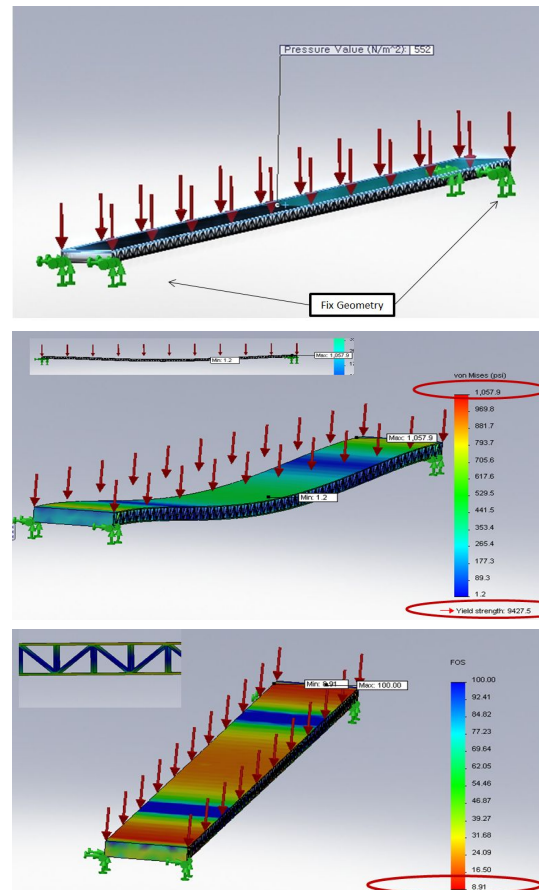 Pressure Value (N/m^2): 552
Fix Geometry
Max: 1,057.9
Min: 1.2
von Mises (psi)
1,057.9
969.8
881.7
793.7
705.6
617.6
529.5
441.5
353.4
265.4
177.3
89.3
1.2
Max: 1,057.9
Min: 1.2
Yield strength: 9427.5
FOS
100.00
92.41
84.82
77.23
69.64
62.05
54.46
46.87
39.27
31.68
24.09
16.50
8.91
Min: 8.91
Max: 100.00